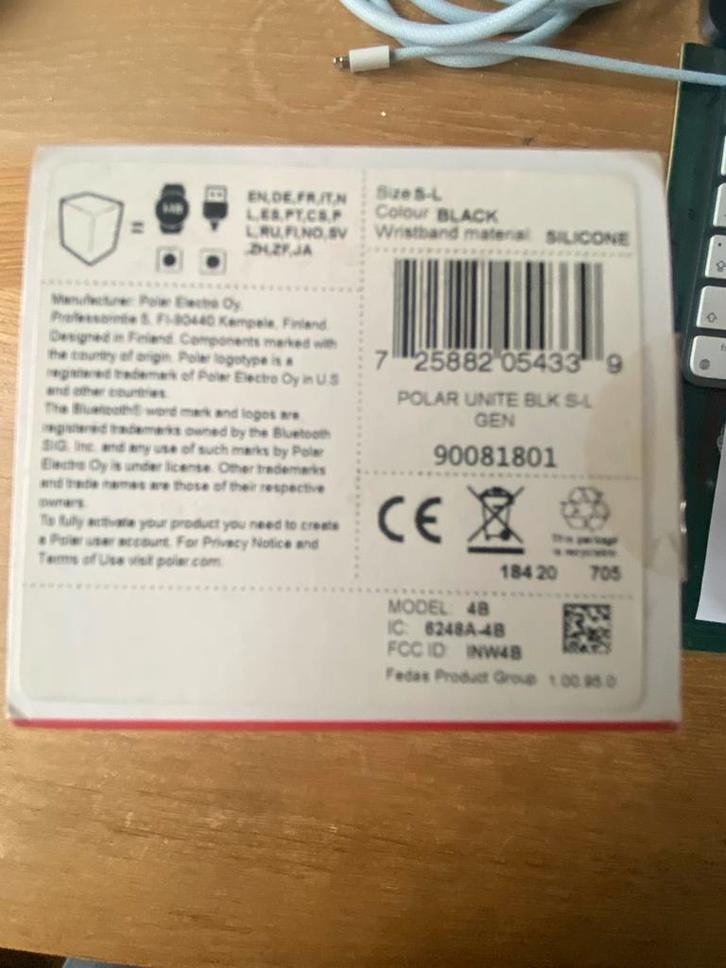 EN,DE,FR,IT,N
L,ES,PT,CS,P
L,RU,FI,NO,SV
,ZH,ZF,JA
Manufacturer: Polar Electro Oy,
Professorintie 5, FI-90440 Kempele, Finland.
Designed in Finland. Components marked with
the country of origin. Polar logotype is a
registered trademark of Polar Electro Oy in U.S
and other countries.
The Bluetooth® word mark and logos are
registered trademarks owned by the Bluetooth
SIG, Inc. and any use of such marks by Polar
Electro Oy is under license. Other trademarks
and trade names are those of their respective
owners.
To fully activate your product you need to create
a Polar user account. For Privacy Notice and
Terms of Use visit polar.com.
Size S-L
Colour BLACK
Wristband material: SILICONE
7 25882 05433 9
POLAR UNITE BLK S-L
GEN
90081801
CE
This package
is recyclable
184 20 705
MODEL: 4B
IC: 6248A-4B
FCC ID: INW4B
Fedas Product Group 1.00.95.0